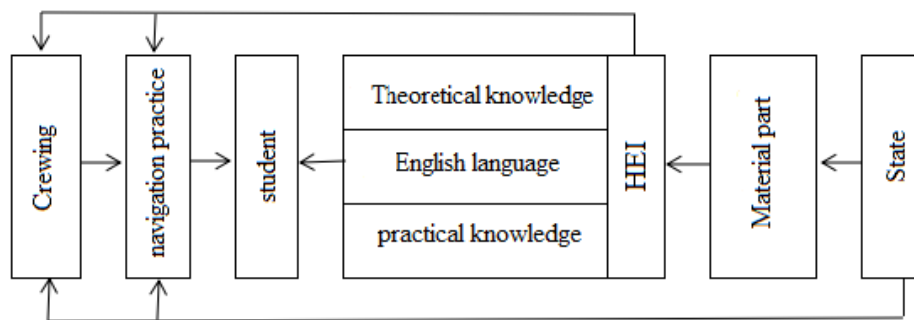 Crewing
navigation practice
student
Theoretical knowledge
English language
practical knowledge
HEI
Material part
State